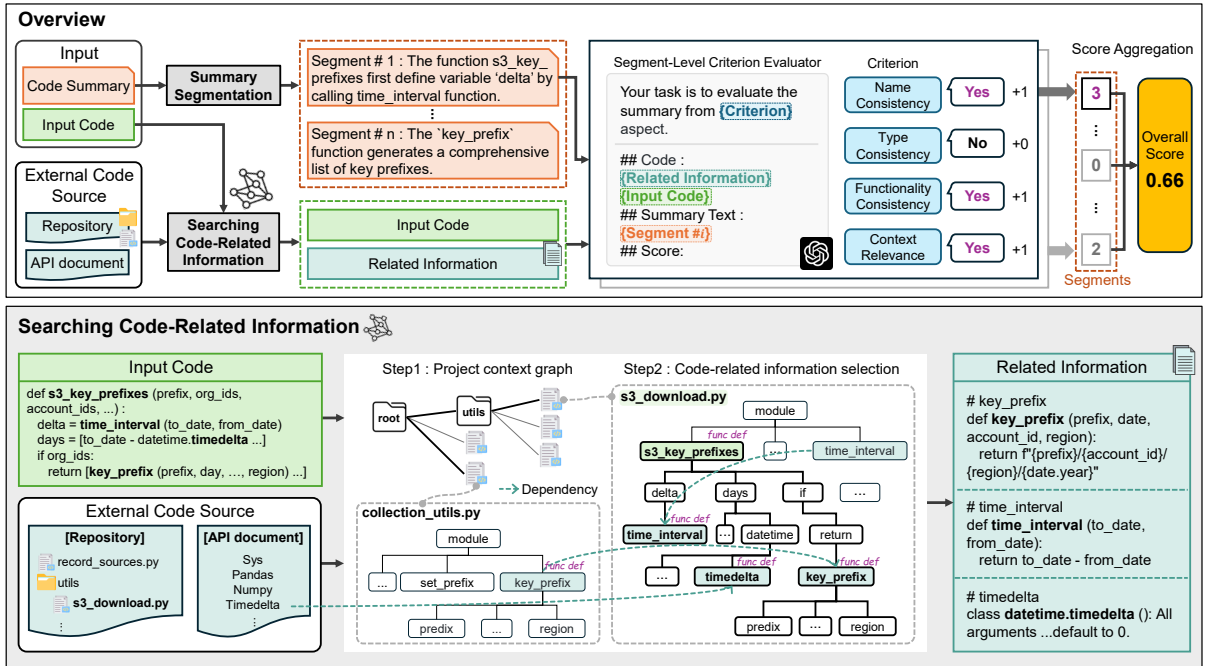 Overview
Input
Code Summary
Input Code
External Code
Source
Repository
API document
Summary
Segmentation
Searching
Code-Related
Information
Segment # 1 : The function s3_key_
prefixes first define variable ‘delta’ by
calling time_interval function.
⋮
Segment # n : The `key_prefix`
function generates a comprehensive
list of key prefixes.
Input Code
Related Information
Segment-Level Criterion Evaluator
Your task is to evaluate the
summary from {Criterion}
aspect.
## Code :
{Related Information}
{Input Code}
## Summary Text :
{Segment #i}
## Score:
Criterion
Name
Consistency
Yes
+1
Type
Consistency
No
+0
Functionality
Consistency
Yes
+1
Context
Relevance
Yes
+1
Score Aggregation
3
⋮
0
⋮
2
Segments
Overall
Score
0.66
Searching Code-Related Information
Input Code
def s3_key_prefixes (prefix, org_ids,
account_ids, ...) :
delta = time_interval (to_date, from_date)
days = [to_date - datetime.timedelta ...]
if org_ids:
return [key_prefix (prefix, day, …, region) ...]
External Code Source
[Repository]
record_sources.py
utils
s3_download.py
⋮
[API document]
Sys
Pandas
Numpy
Timedelta
⋮
Step1 : Project context graph
root
utils
Dependency
collection_utils.py
module
func def
...
set_prefix
key_prefix
predix
...
region
Step2 : Code-related information selection
s3_download.py
module
func def
s3_key_prefixes
...
time_interval
delta
days
if
...
func def
time_interval
...
datetime
return
func def
func def
...
timedelta
key_prefix
predix
...
region
Related Information
# key_prefix
def key_prefix (prefix, date,
account_id, region):
return f"{prefix}/{account_id}/
{region}/{date.year}"
# time_interval
def time_interval (to_date,
from_date):
return to_date - from_date
# timedelta
class datetime.timedelta (): All
arguments ...default to 0.